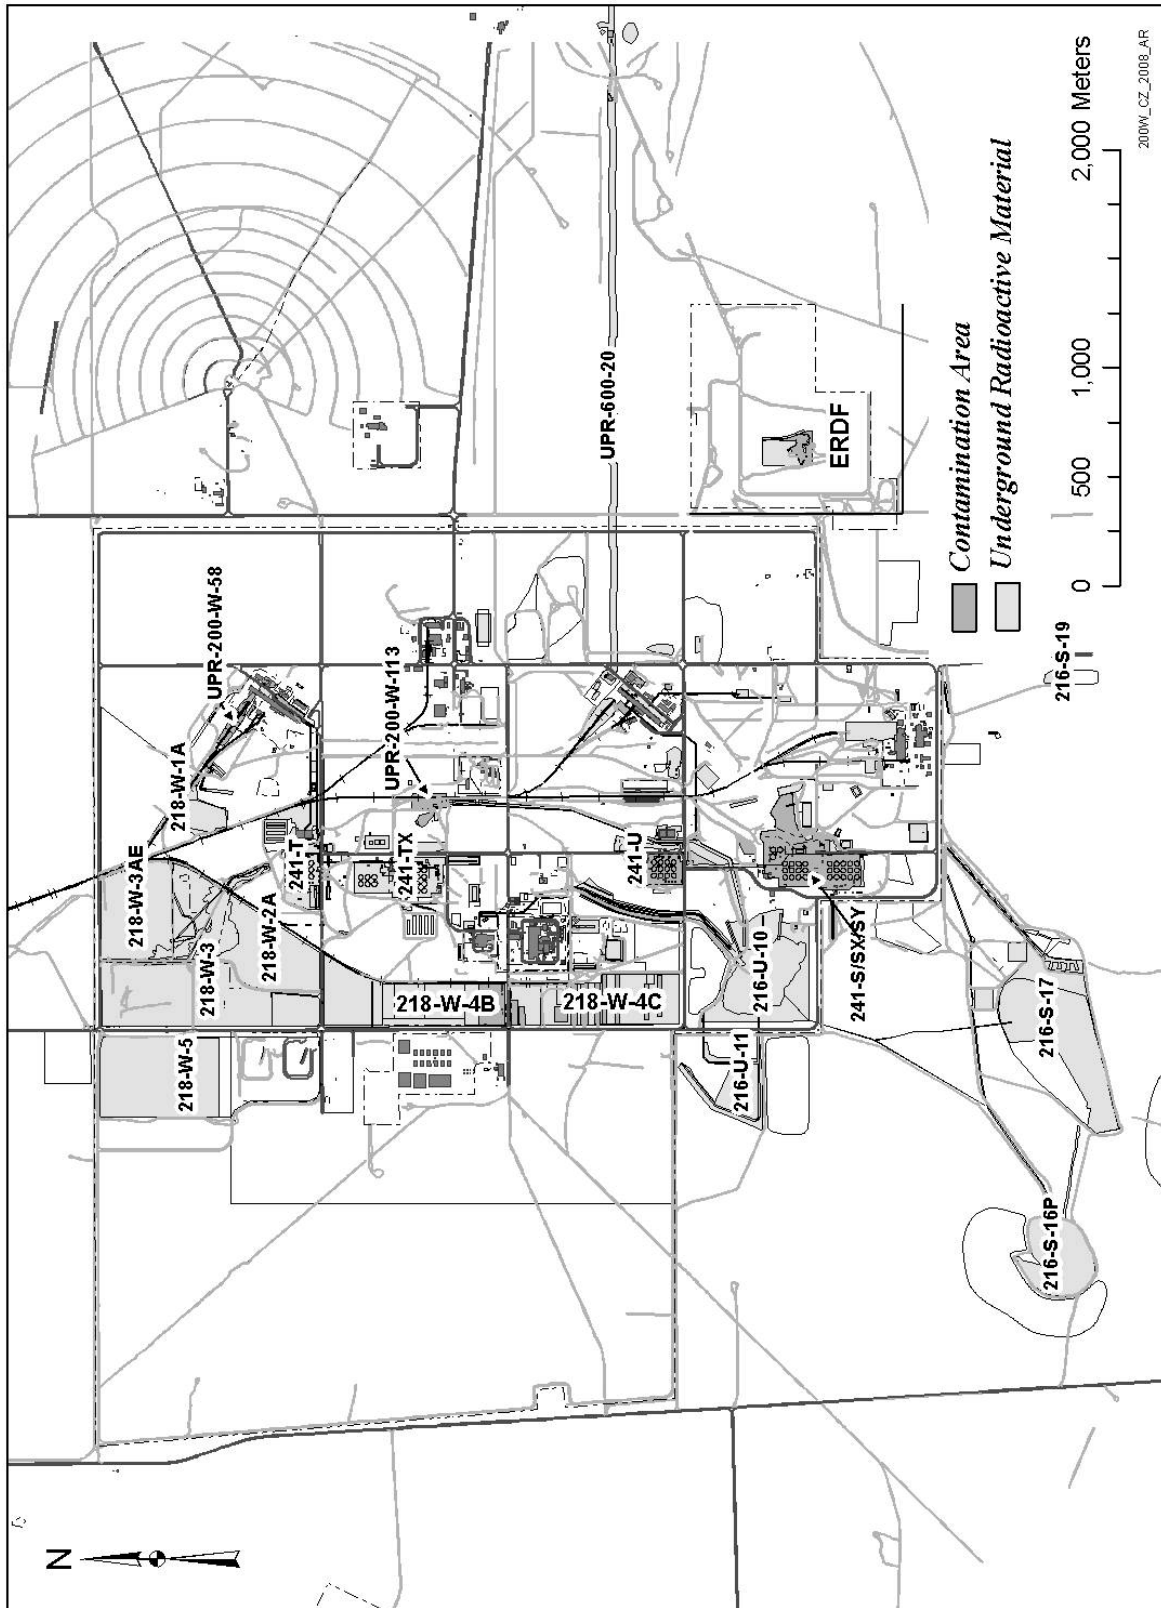 N
218-W-5
218-W-3
218-W-3AE
218-W-2A
218-W-1A
UPR-200-W-58
241-T
241-TX
UPR-200-W-113
218-W-4B
218-W-4C
241-U
UPR-600-20
216-U-11
216-U-10
241-S/SX/SY
ERDF
216-S-16P
216-S-17
216-S-19
Contamination Area
Underground Radioactive Material
0 500 1,000 2,000 Meters
200W_CZ_2008_AR